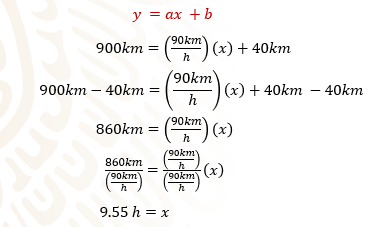 y = ax + b
900km = (90km/h) (x) + 40km
900km − 40km = (90km/h) (x) + 40km − 40km
860km = (90km/h) (x)
860km/(90km/h) = (90km/h)/(90km/h) (x)
9.55 h = x